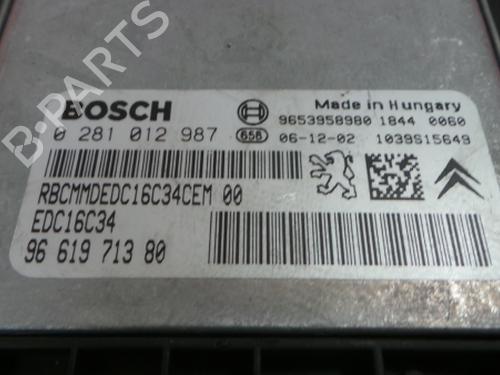 B-PARTS
BOSCH
Made in Hungary
9653958980 1844 0060
0 281 012 987 656 06-12-02 1039S15649
RBCMMDEDC16C34CEM 00
EDC16C34
96 619 713 80